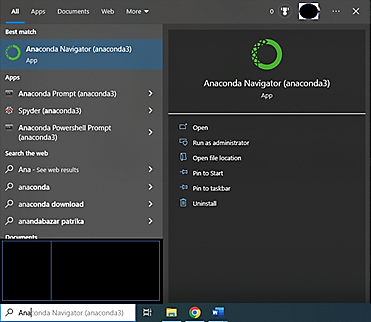 All Apps Documents Web More 0
Best match
Anaconda Navigator (anaconda3)
App
Apps
Anaconda Prompt (anaconda3)
Spyder (anaconda3)
Anaconda Powershell Prompt
(anaconda3)
Search the web
Ana - See web results
anaconda
anaconda download
anandabazar patrika
Documents
Anaconda Navigator (anaconda3)
App
Open
Run as administrator
Open file location
Pin to Start
Pin to taskbar
Uninstall
Anaconda Navigator (anaconda3)